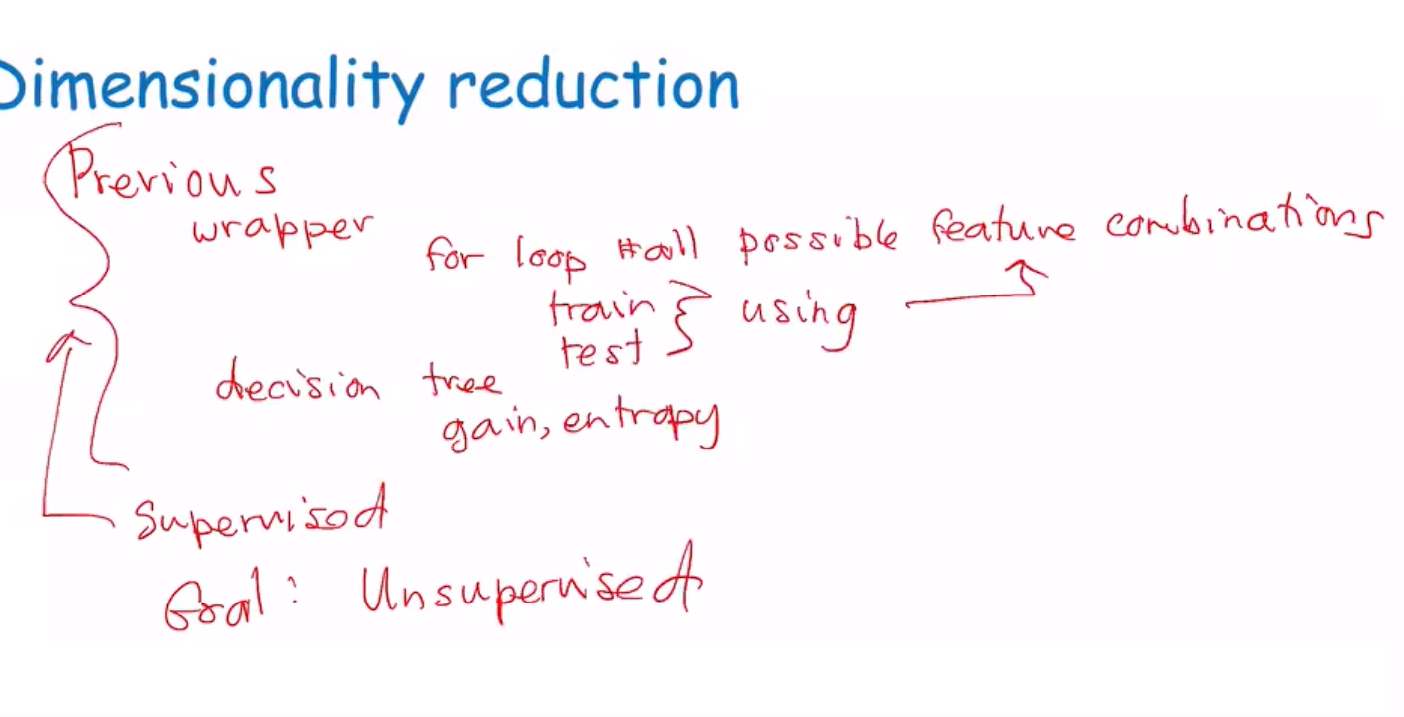 Dimensionality reduction
Previous
wrapper
for loop #all possible feature combinations
train } using
test
decision tree
gain, entropy
Supervised
Goal: Unsupervised